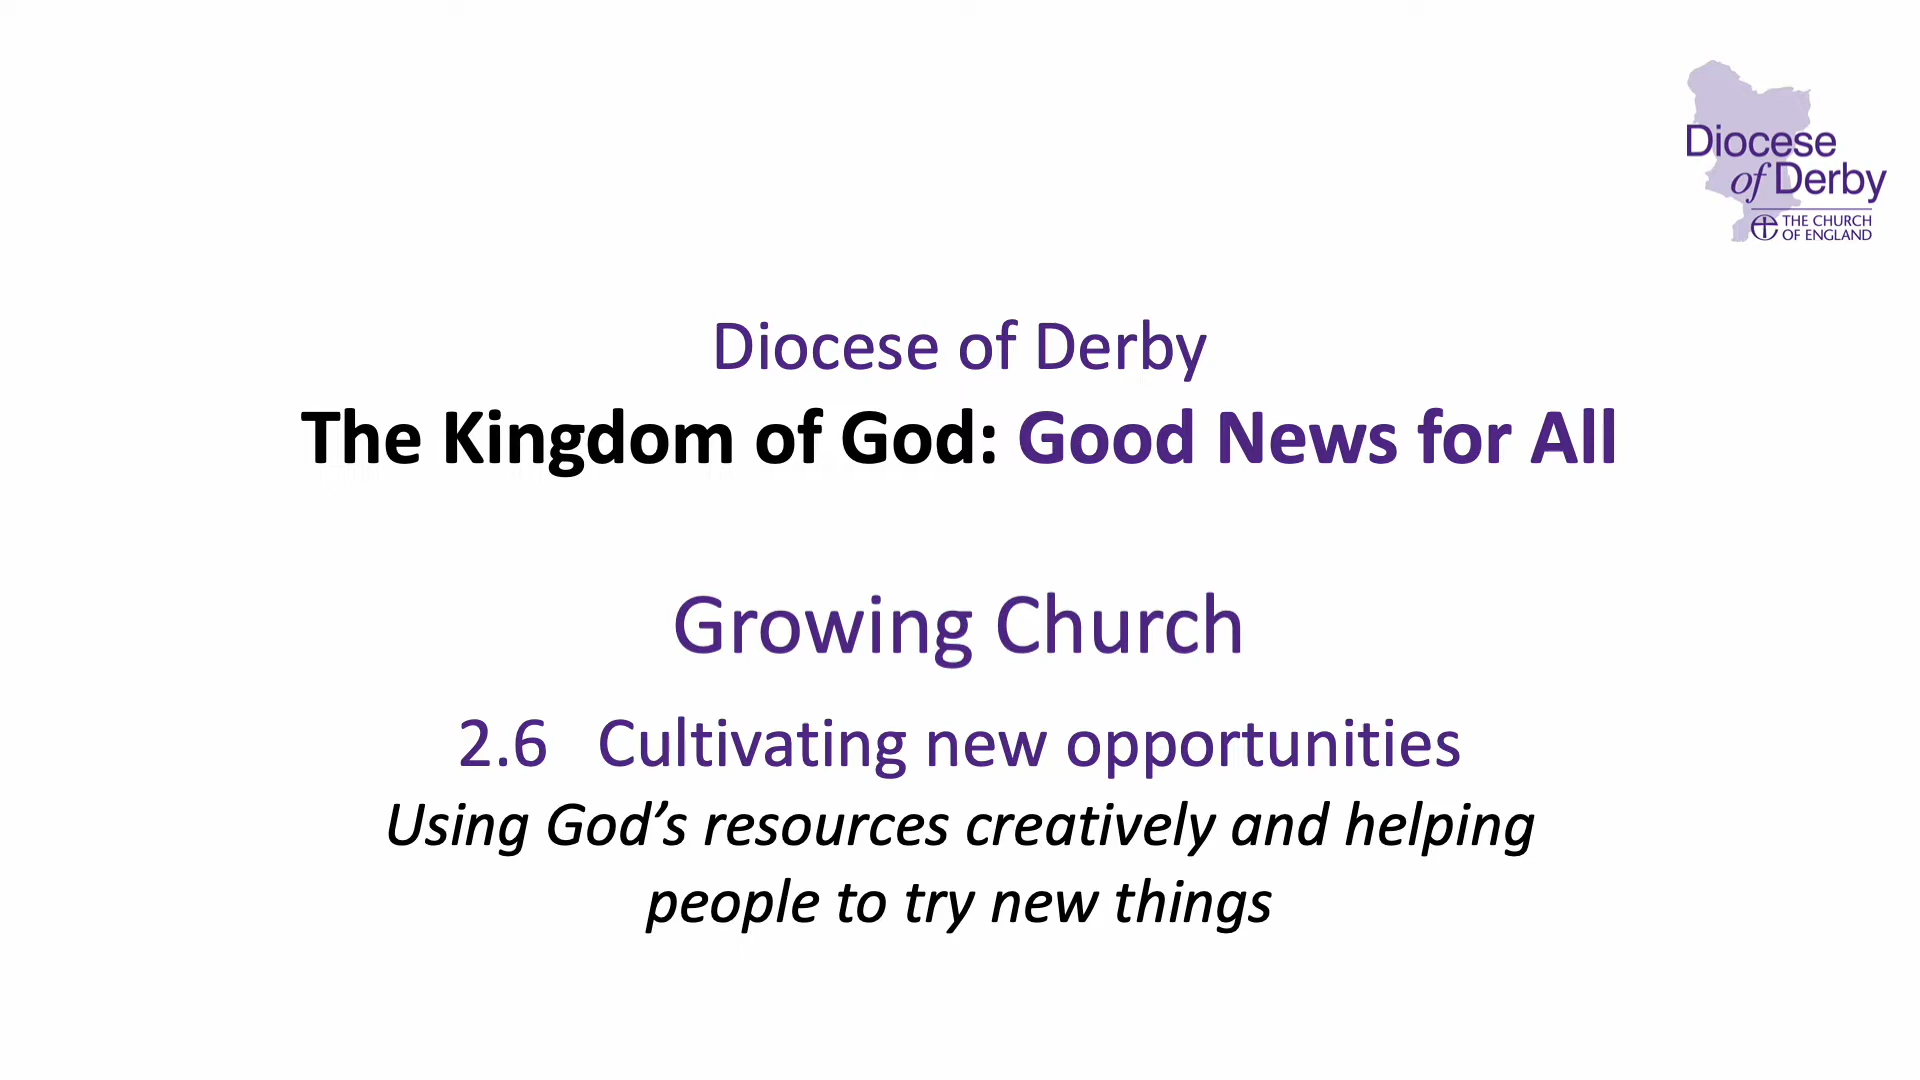 Diocese
of Derby
THE CHURCH
OF ENGLAND
Diocese of Derby
The Kingdom of God: Good News for All
Growing Church
2.6 Cultivating new opportunities
Using God’s resources creatively and helping
people to try new things